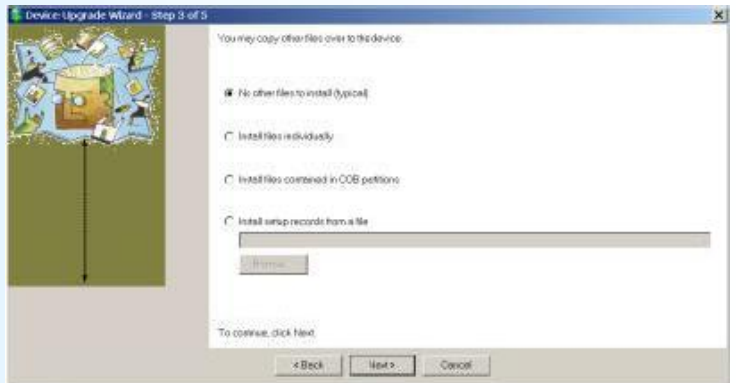 Device Upgrade Wizard - Step 3 of 5
You may copy other files over to the device.
No other files to install (typical)
Install files individually
Install files contained in COB petitions
Install setup records from a file
Browse...
To continue, click Next.
< Back
Next >
Cancel